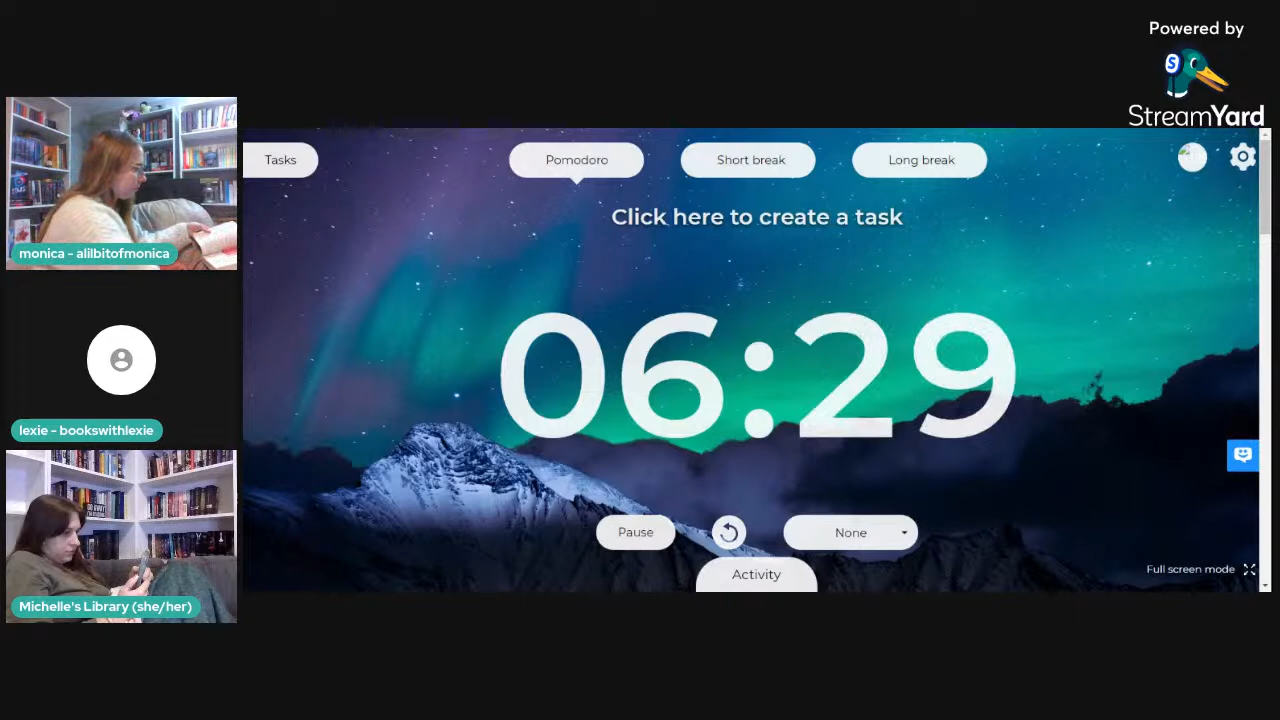 Powered by
StreamYard
Tasks
Pomodoro
Short break
Long break
Click here to create a task
monica - alilbitofmonica
06:29
lexie - bookswithlexie
Pause
None
Activity
Full screen mode
Michelle's Library (she/her)